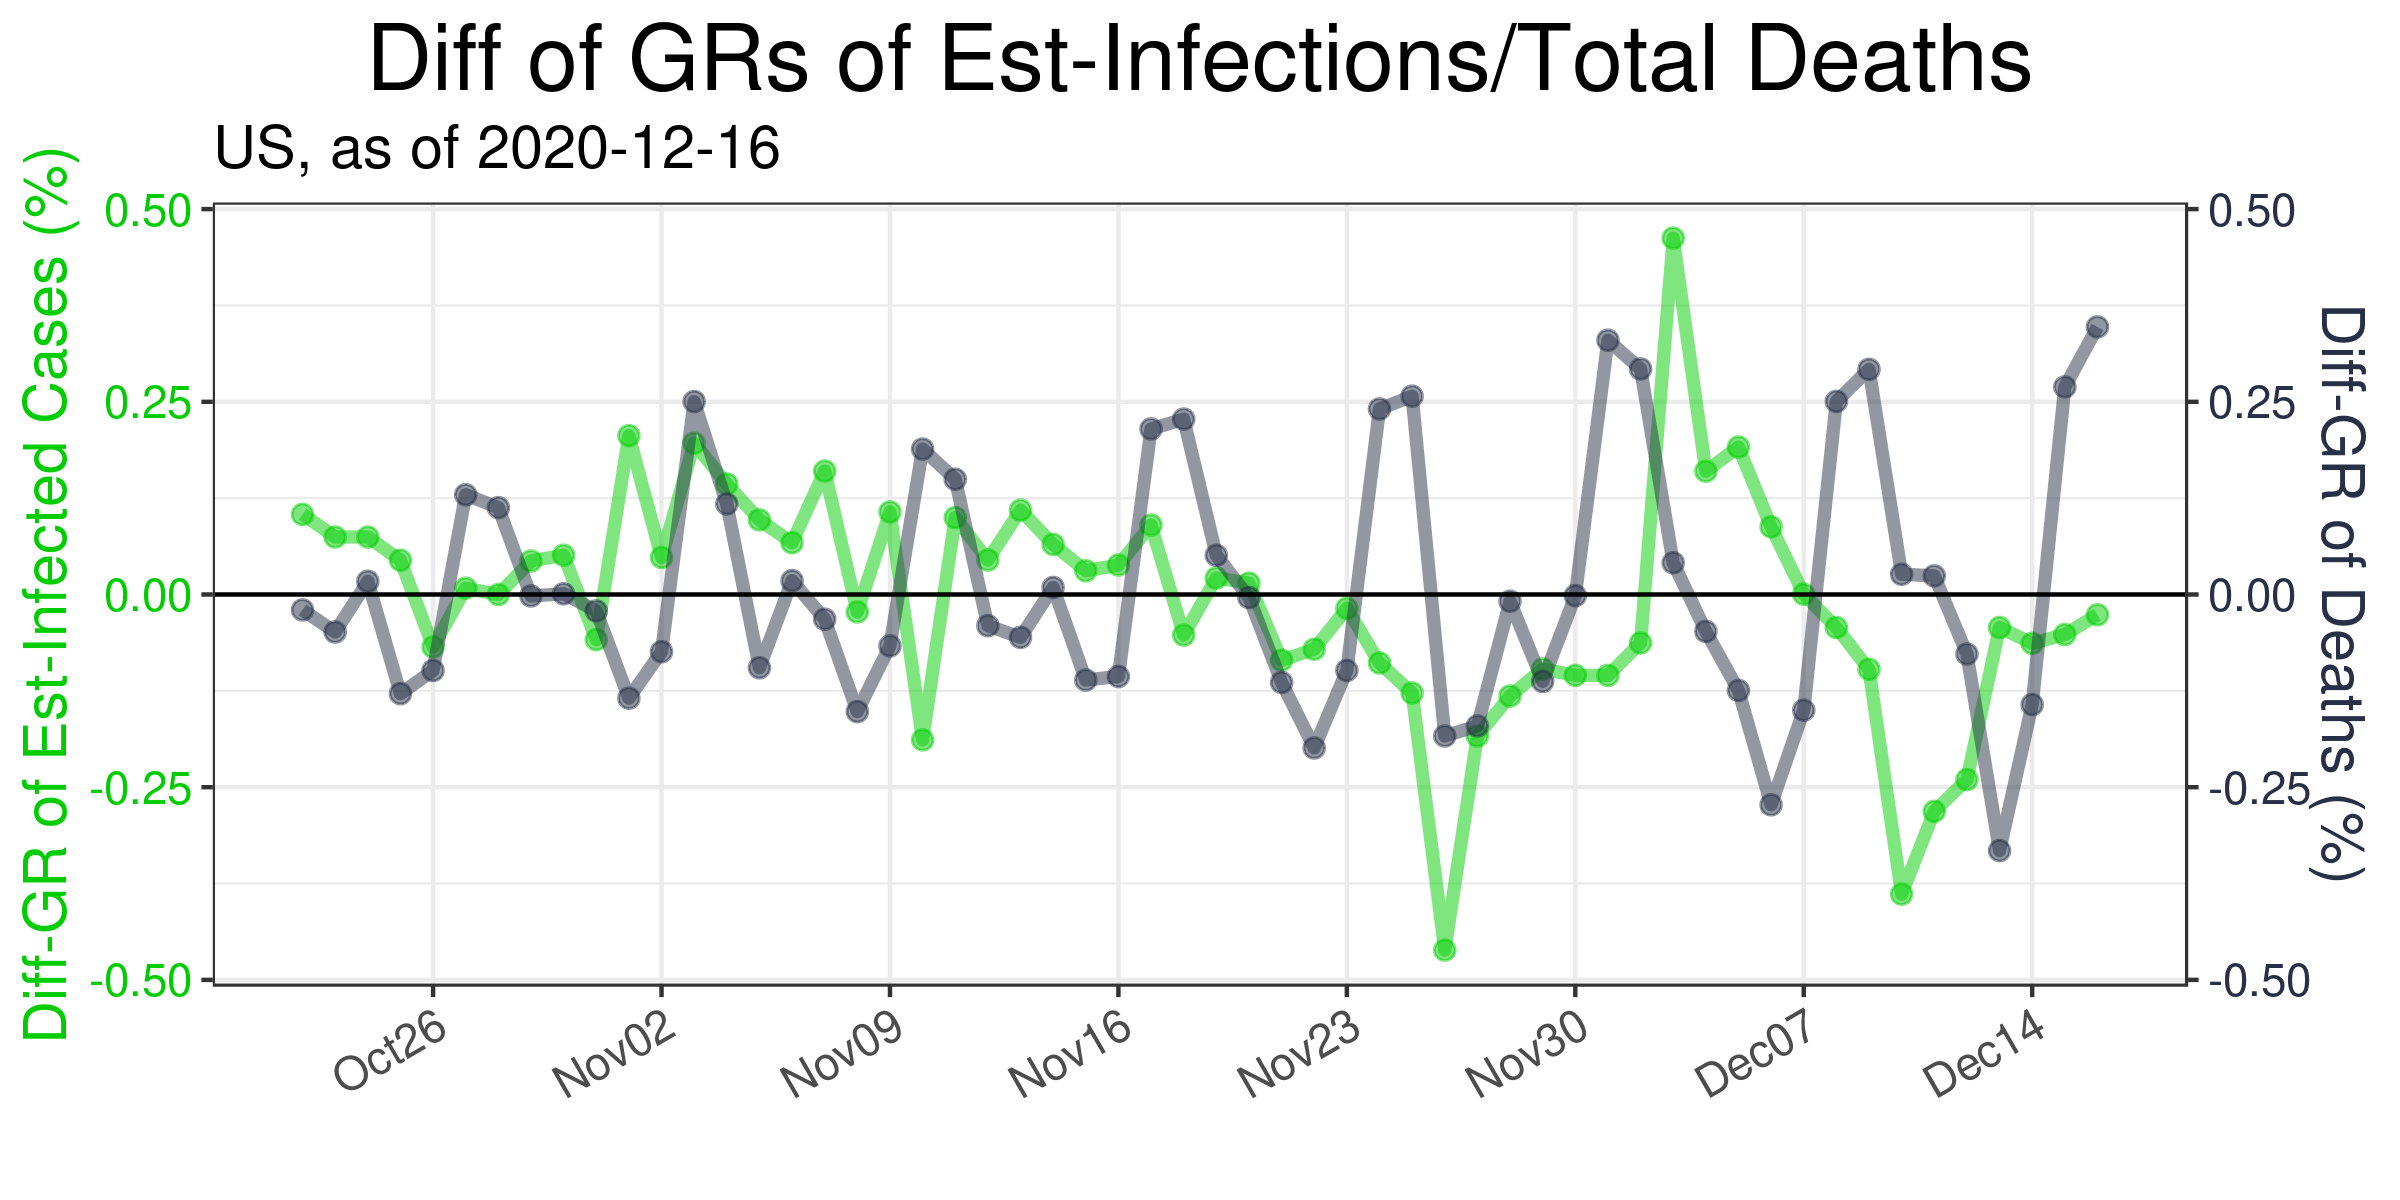 Diff of GRs of Est-Infections/Total Deaths
US, as of 2020-12-16
Diff-GR of Est-Infected Cases (%)
0.50
0.25
0.00
-0.25
-0.50
0.50
0.25
0.00
-0.25
-0.50
Diff-GR of Deaths (%)
Oct26
Nov02
Nov09
Nov16
Nov23
Nov30
Dec07
Dec14